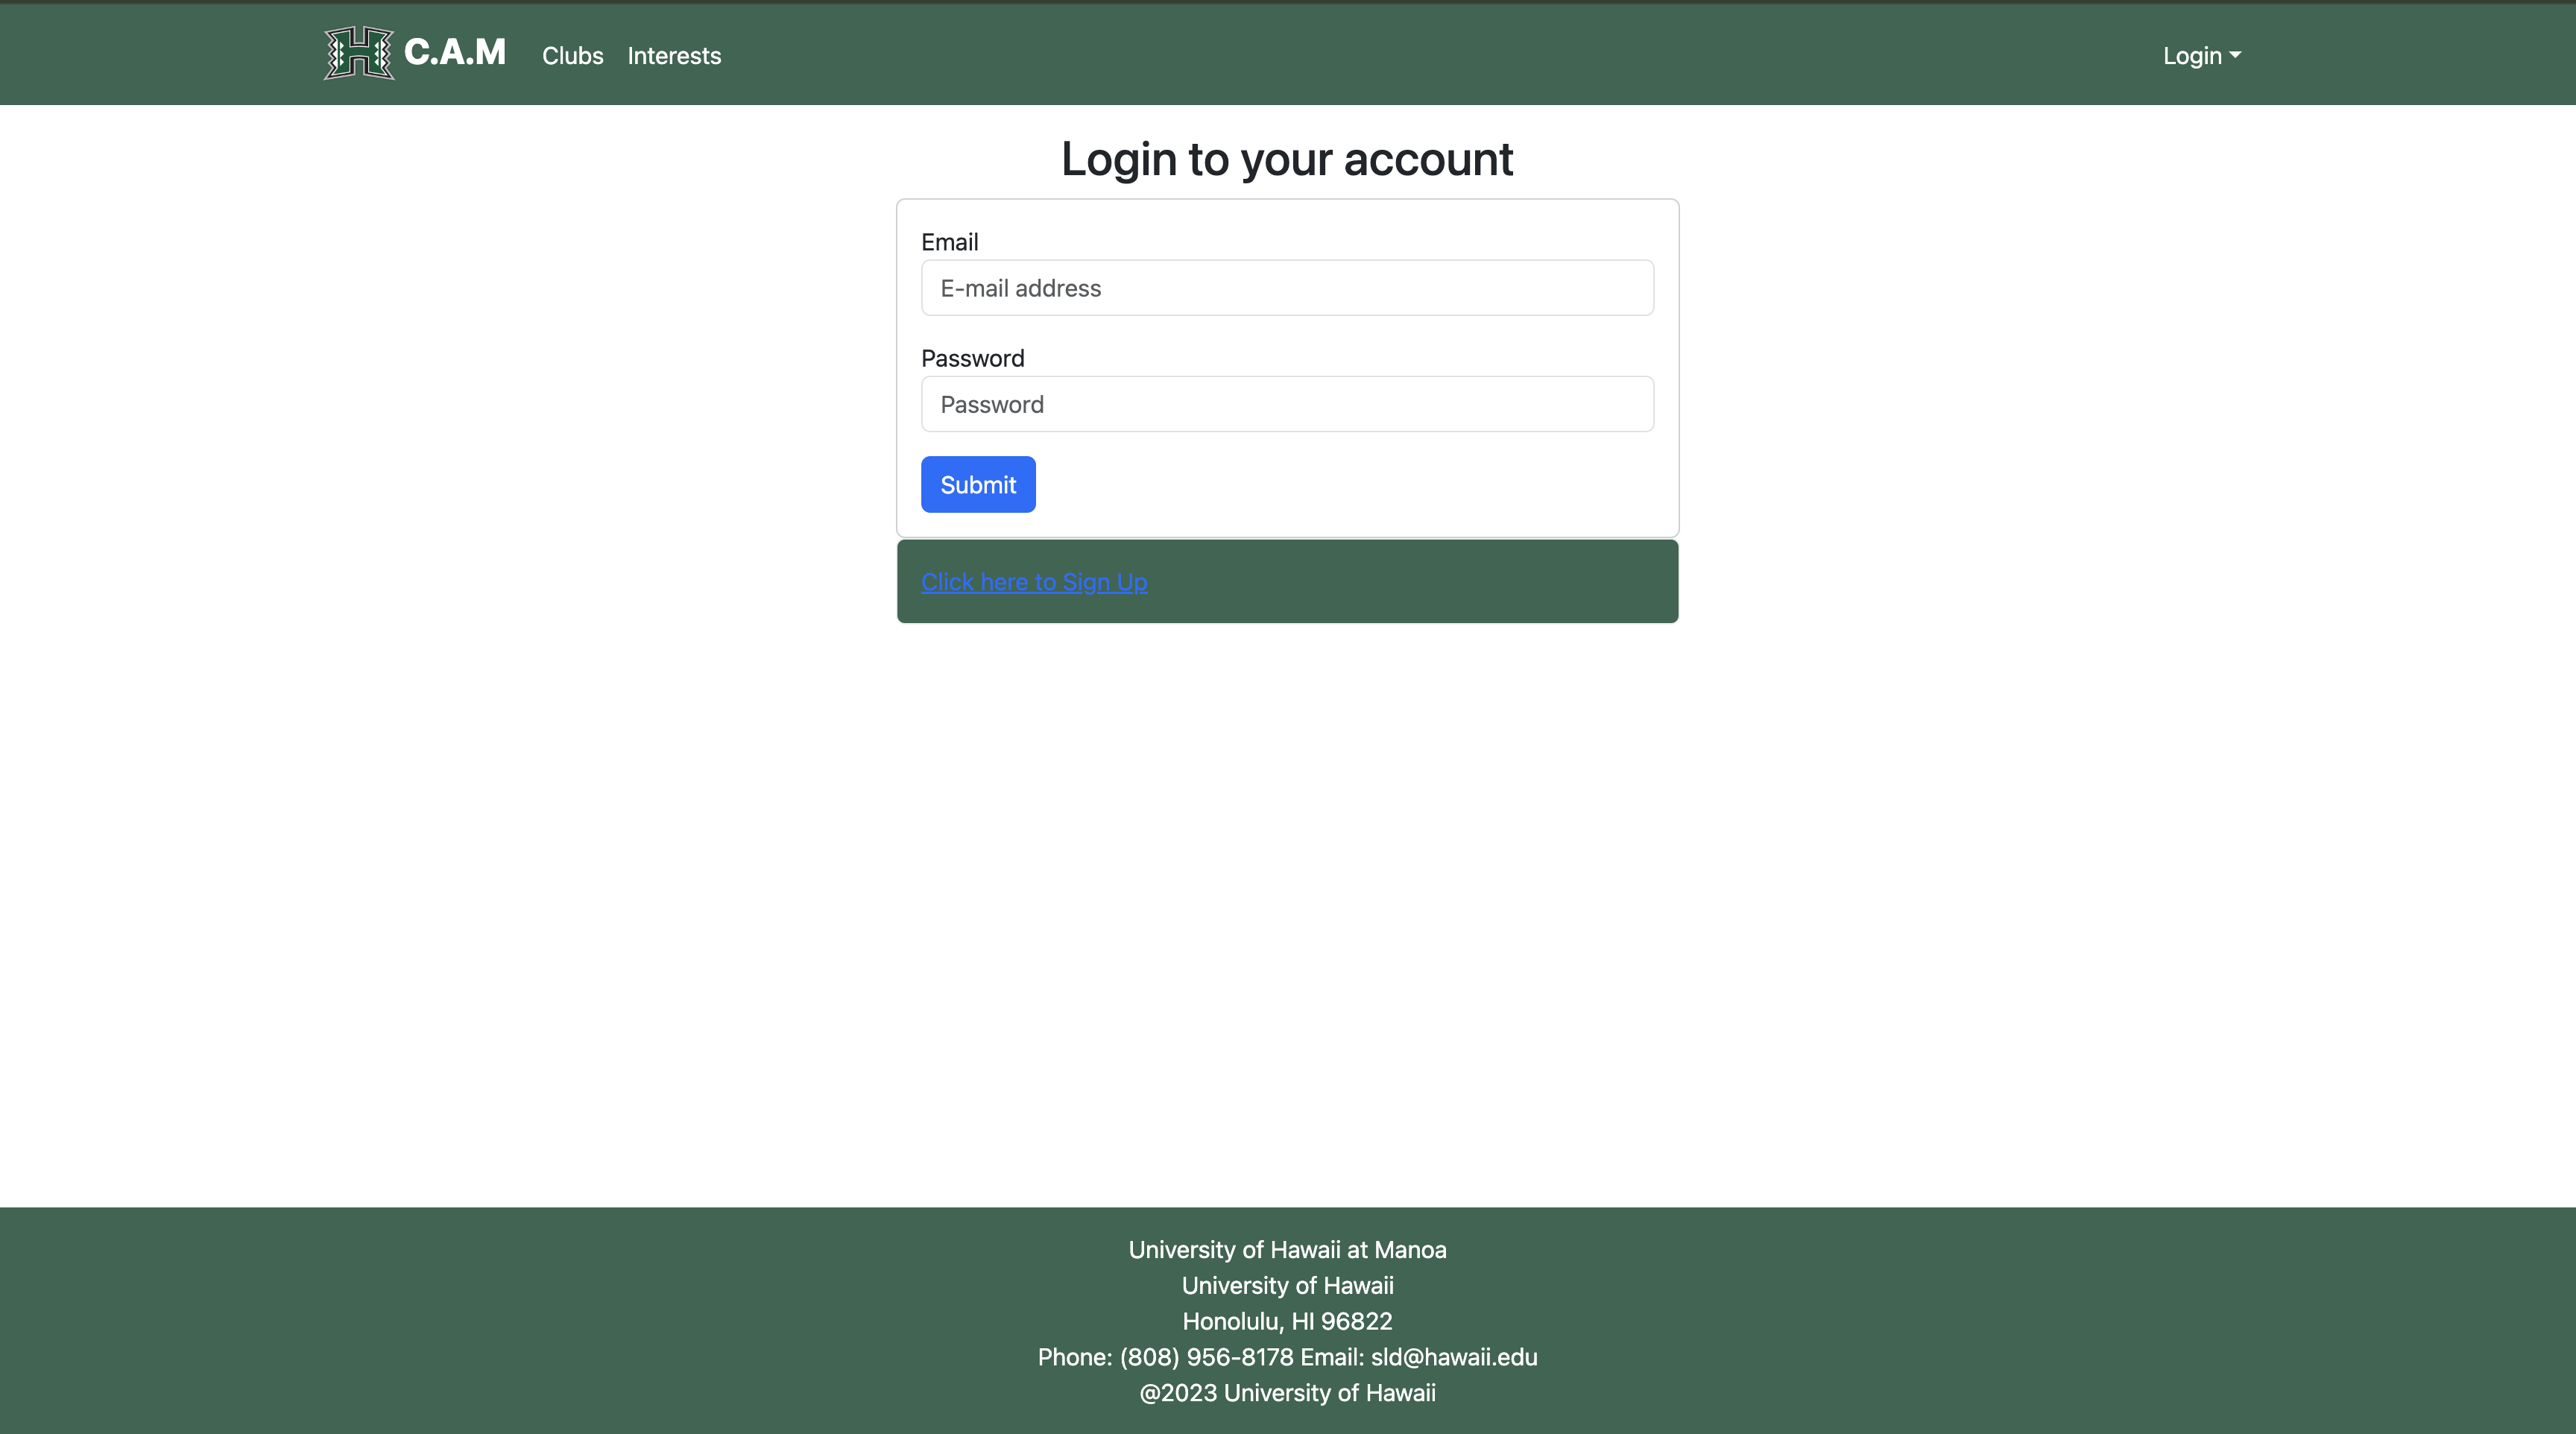 H C.A.M Clubs Interests Login
Login to your account
Email
E-mail address
Password
Password
Submit
Click here to Sign Up
University of Hawaii at Manoa
University of Hawaii
Honolulu, HI 96822
Phone: (808) 956-8178 Email: sld@hawaii.edu
@2023 University of Hawaii